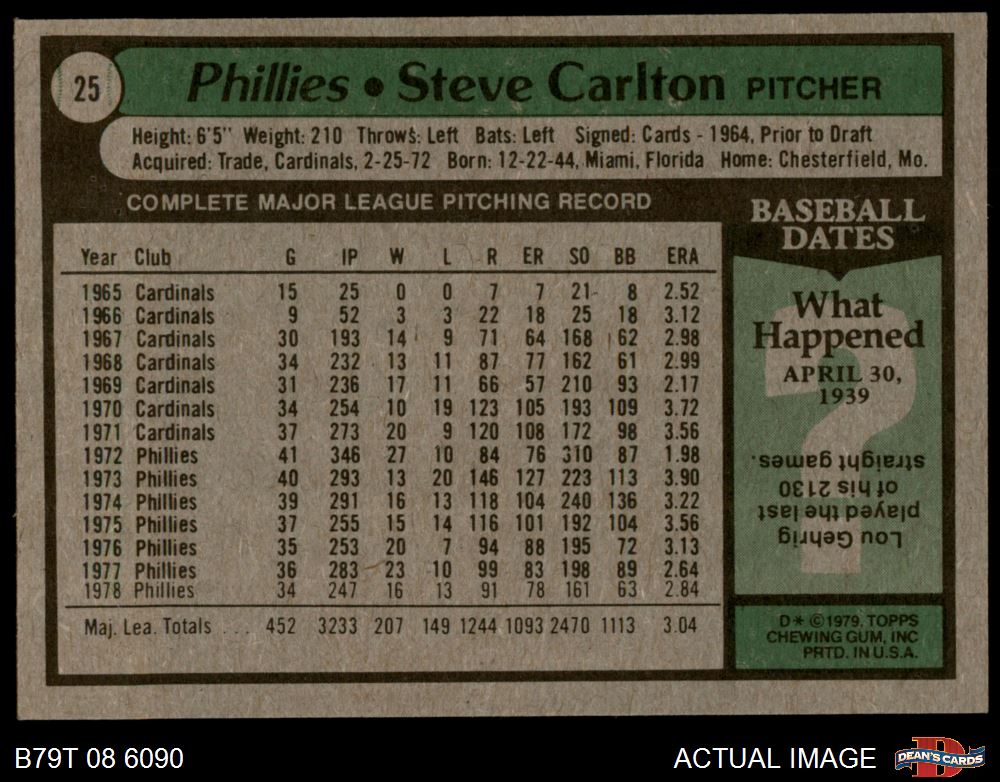 25
Phillies • Steve Carlton PITCHER
Height: 6'5" Weight: 210 Throws: Left Bats: Left Signed: Cards - 1964, Prior to Draft
Acquired: Trade, Cardinals, 2-25-72 Born: 12-22-44, Miami, Florida Home: Chesterfield, Mo.
COMPLETE MAJOR LEAGUE PITCHING RECORD
Year Club G IP W L R ER SO BB ERA
1965 Cardinals 15 25 0 0 7 7 21 8 2.52
1966 Cardinals 9 52 3 3 22 18 25 18 3.12
1967 Cardinals 30 193 14 9 71 64 168 62 2.98
1968 Cardinals 34 232 13 11 87 77 162 61 2.99
1969 Cardinals 31 236 17 11 66 57 210 93 2.17
1970 Cardinals 34 254 10 19 123 105 193 109 3.72
1971 Cardinals 37 273 20 9 120 108 172 98 3.56
1972 Phillies 41 346 27 10 84 76 310 87 1.98
1973 Phillies 40 293 13 20 146 127 223 113 3.90
1974 Phillies 39 291 16 13 118 104 240 136 3.22
1975 Phillies 37 255 15 14 116 101 192 104 3.56
1976 Phillies 35 253 20 7 94 88 195 72 3.13
1977 Phillies 36 283 23 10 99 83 198 89 2.64
1978 Phillies 34 247 16 13 91 78 161 63 2.84
Maj. Lea. Totals ... 452 3233 207 149 1244 1093 2470 1113 3.04
BASEBALL
DATES
What
Happened
APRIL 30,
1939
?
Lou Gehrig
played the last
of his 2130
straight games.
D* ©1979. TOPPS
CHEWING GUM, INC
PRTD. IN U.S.A.
B79T 08 6090
ACTUAL IMAGE
D
DEAN'S CARDS